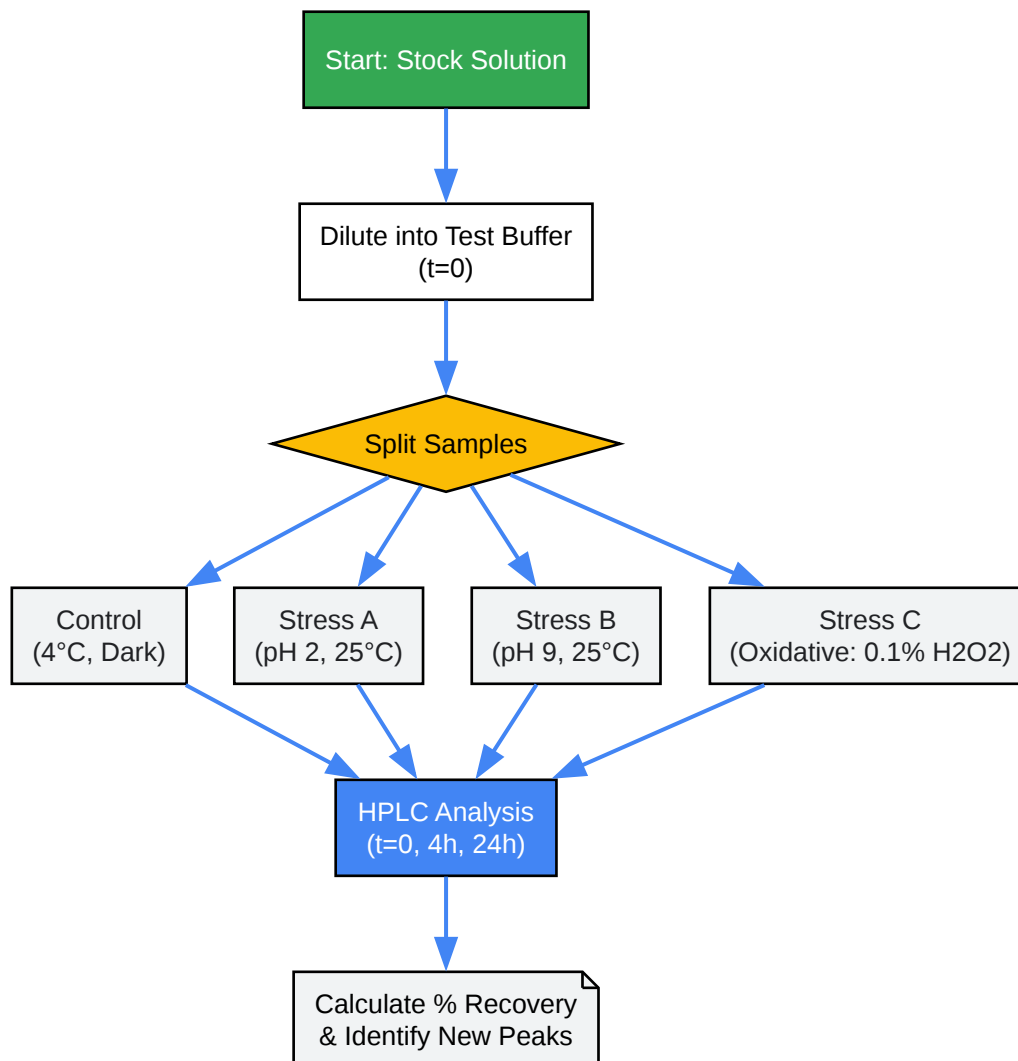 Start: Stock Solution
Dilute into Test Buffer
(t=0)
Split Samples
Control
(4°C, Dark)
Stress A
(pH 2, 25°C)
Stress B
(pH 9, 25°C)
Stress C
(Oxidative: 0.1% H2O2)
HPLC Analysis
(t=0, 4h, 24h)
Calculate % Recovery
& Identify New Peaks